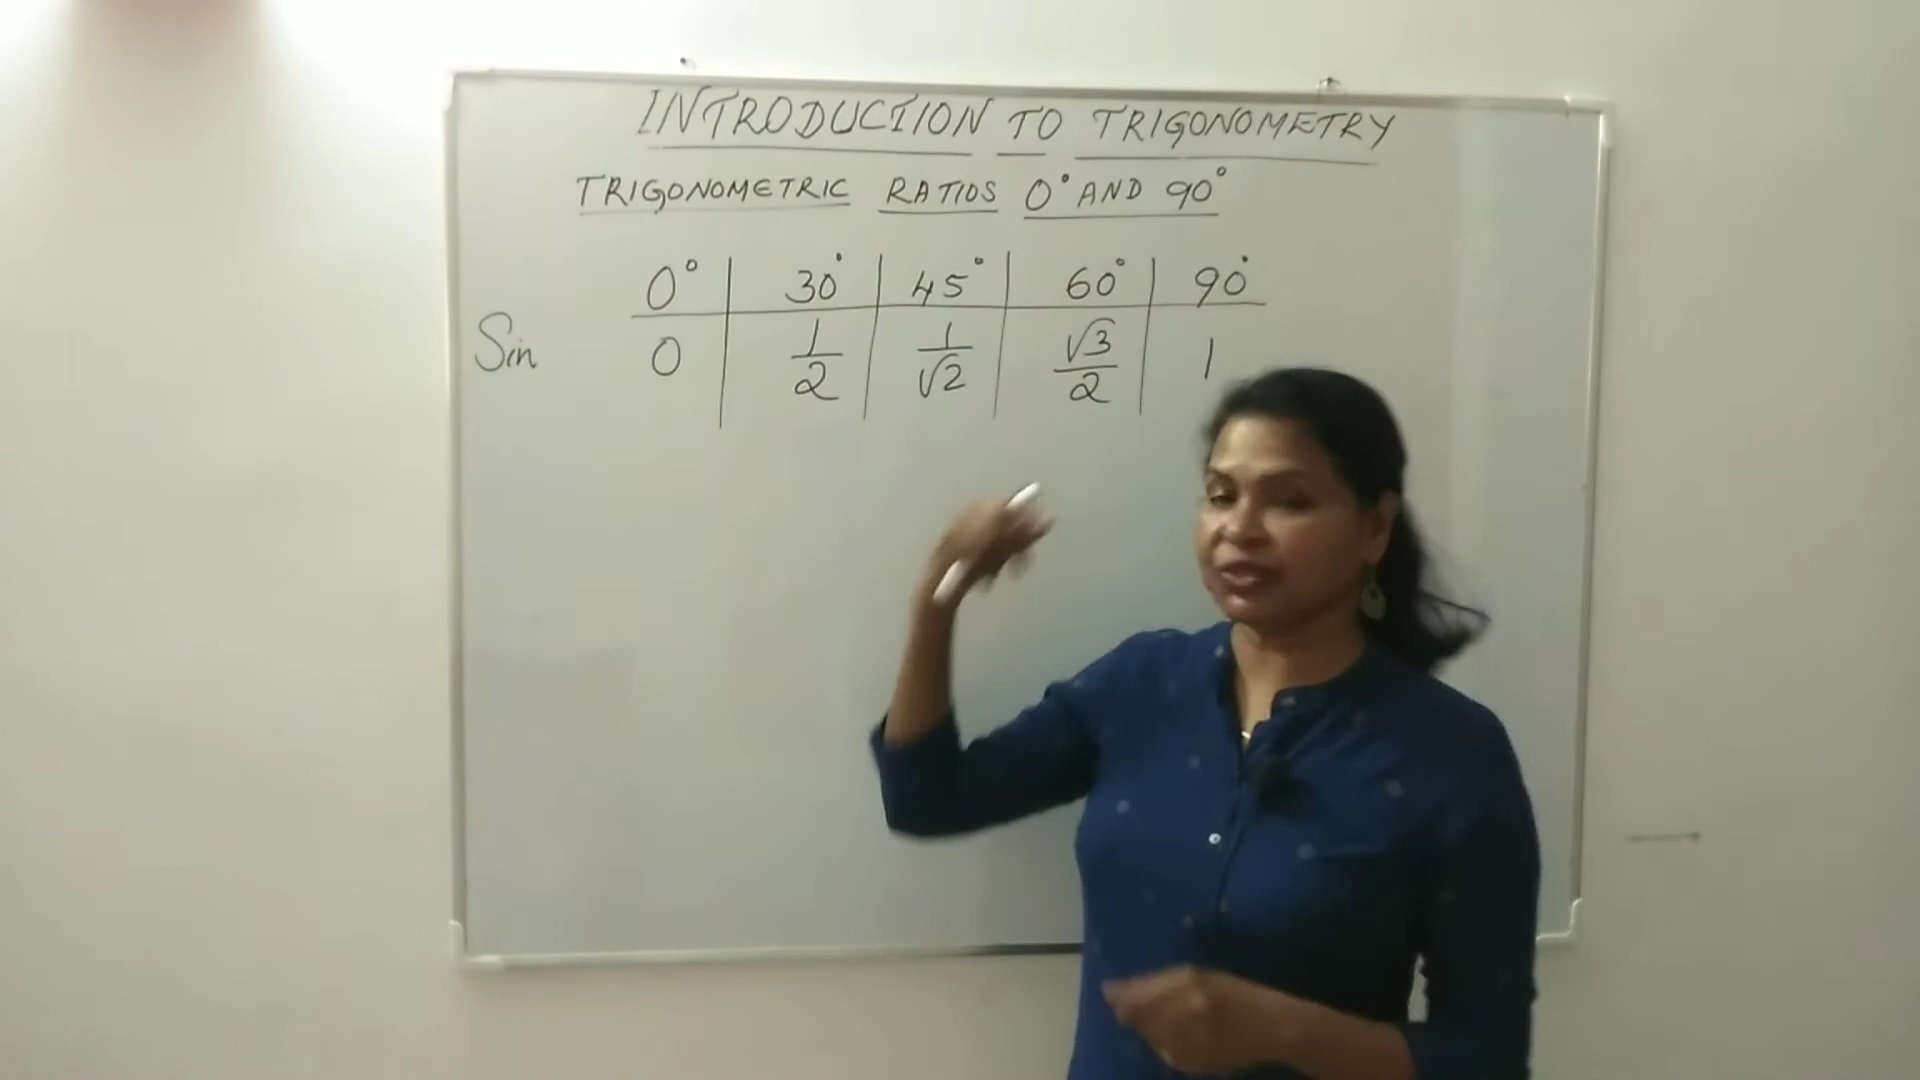 INTRODUCTION TO TRIGONOMETRY
TRIGONOMETRIC RATIOS 0° AND 90°
0° 30° 45° 60° 90°
Sin 0 1/2 1/√2 √3/2 1